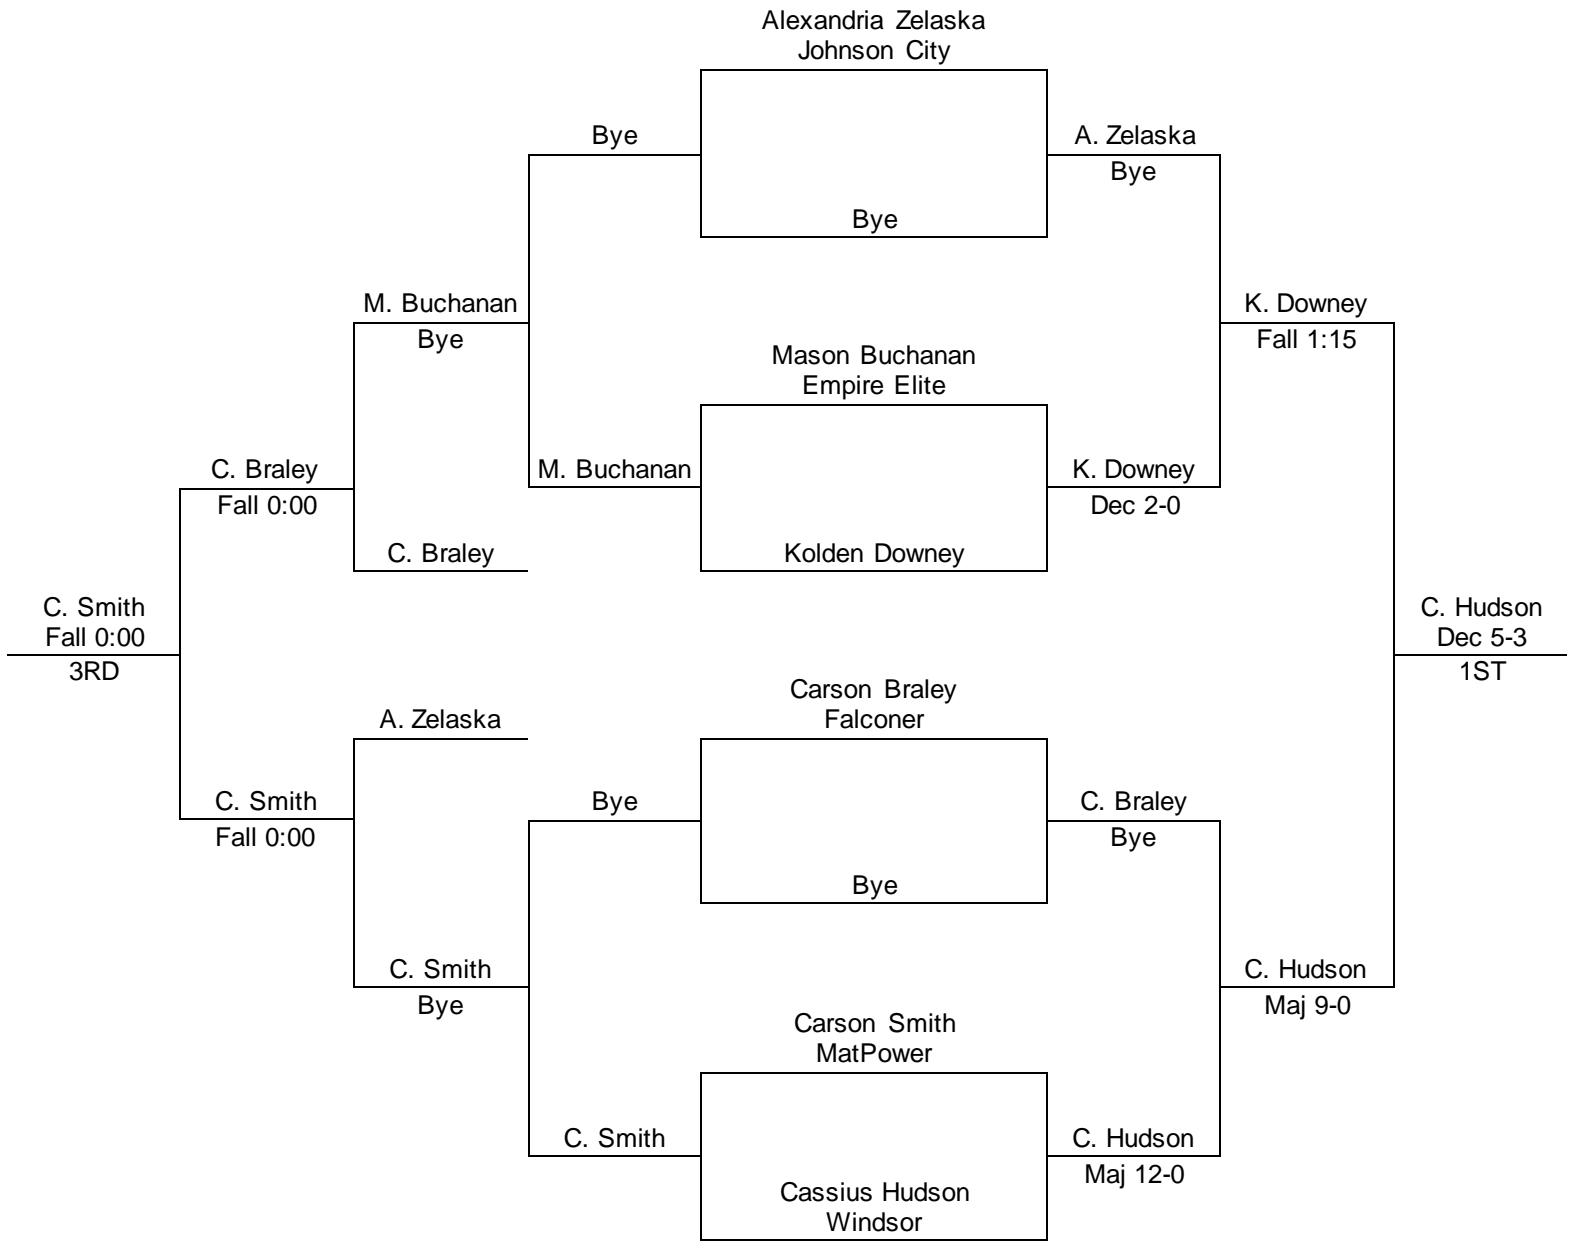 Alexandria Zelaska
Johnson City
Bye
A. Zelaska
Bye
Bye
M. Buchanan
Bye
K. Downey
Fall 1:15
Mason Buchanan
Empire Elite
C. Braley
Fall 0:00
M. Buchanan
K. Downey
Dec 2-0
C. Braley
Kolden Downey
C. Smith
Fall 0:00
3RD
C. Hudson
Dec 5-3
1ST
Carson Braley
Falconer
A. Zelaska
C. Smith
Fall 0:00
Bye
C. Braley
Bye
Bye
C. Smith
Bye
C. Hudson
Maj 9-0
Carson Smith
MatPower
C. Smith
C. Hudson
Maj 12-0
Cassius Hudson
Windsor